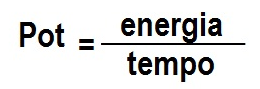 Pot = energia
tempo